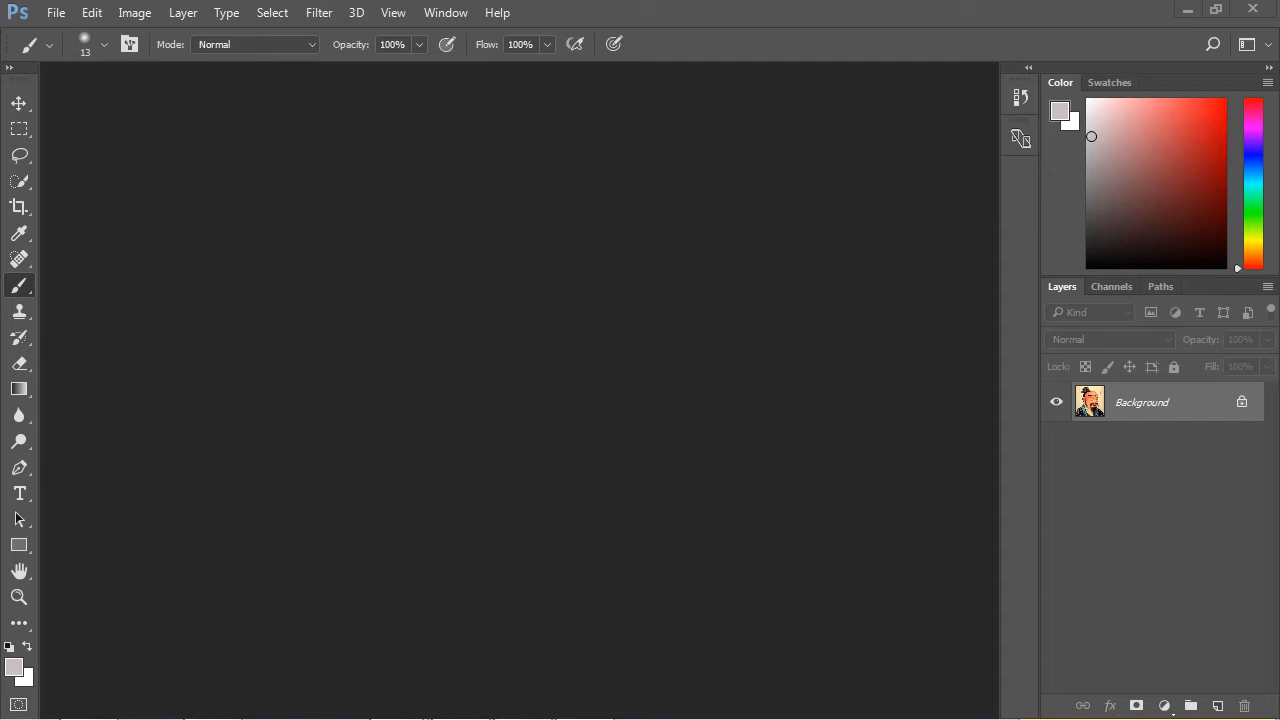 Ps File Edit Image Layer Type Select Filter 3D View Window Help
13 Mode: Normal Opacity: 100% Flow: 100%
Color Swatches
Layers Channels Paths
Kind
Normal Opacity: 100%
Lock: Fill: 100%
Background